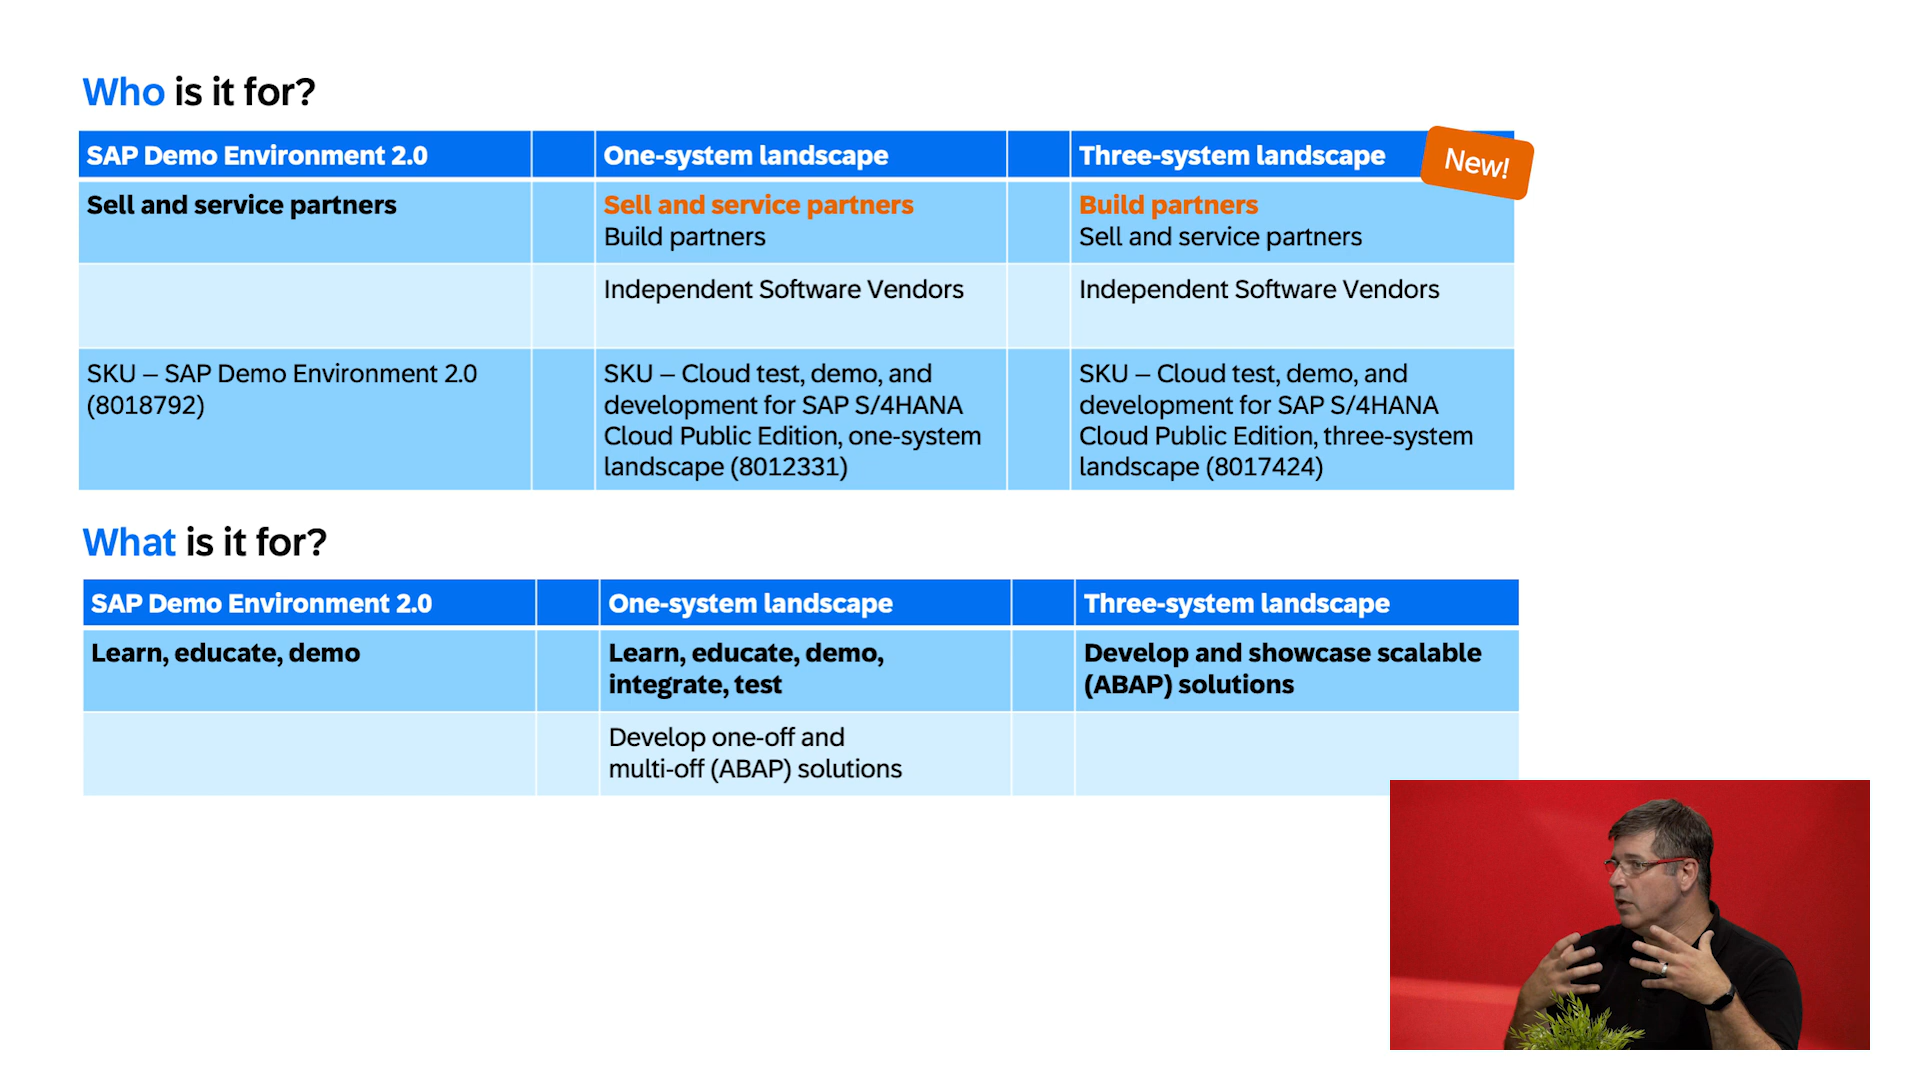 Who is it for?
SAP Demo Environment 2.0
One-system landscape
Three-system landscape
New!
Sell and service partners
Sell and service partners
Build partners
Build partners
Sell and service partners
Independent Software Vendors
Independent Software Vendors
SKU – SAP Demo Environment 2.0
(8018792)
SKU – Cloud test, demo, and
development for SAP S/4HANA
Cloud Public Edition, one-system
landscape (8012331)
SKU – Cloud test, demo, and
development for SAP S/4HANA
Cloud Public Edition, three-system
landscape (8017424)
What is it for?
SAP Demo Environment 2.0
One-system landscape
Three-system landscape
Learn, educate, demo
Learn, educate, demo,
integrate, test
Develop and showcase scalable
(ABAP) solutions
Develop one-off and
multi-off (ABAP) solutions